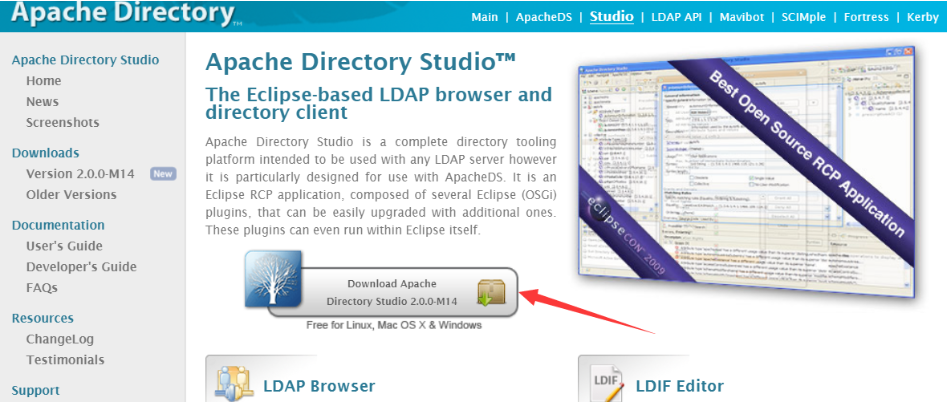 Apache Directory™
Main | ApacheDS | Studio | LDAP API | Mavibot | SCIMple | Fortress | Kerby
Apache Directory Studio
Home
News
Screenshots
Downloads
Version 2.0.0-M14 New
Older Versions
Documentation
User's Guide
Developer's Guide
FAQs
Resources
ChangeLog
Testimonials
Support
Apache Directory Studio™
The Eclipse-based LDAP browser and
directory client
Apache Directory Studio is a complete directory tooling
platform intended to be used with any LDAP server however
it is particularly designed for use with ApacheDS. It is an
Eclipse RCP application, composed of several Eclipse (OSGi)
plugins, that can be easily upgraded with additional ones.
These plugins can even run within Eclipse itself.
Download Apache
Directory Studio 2.0.0-M14
Free for Linux, Mac OS X & Windows
Best Open Source RCP Application
eclipseCON 2009
LDAP Browser
LDIF
LDIF Editor